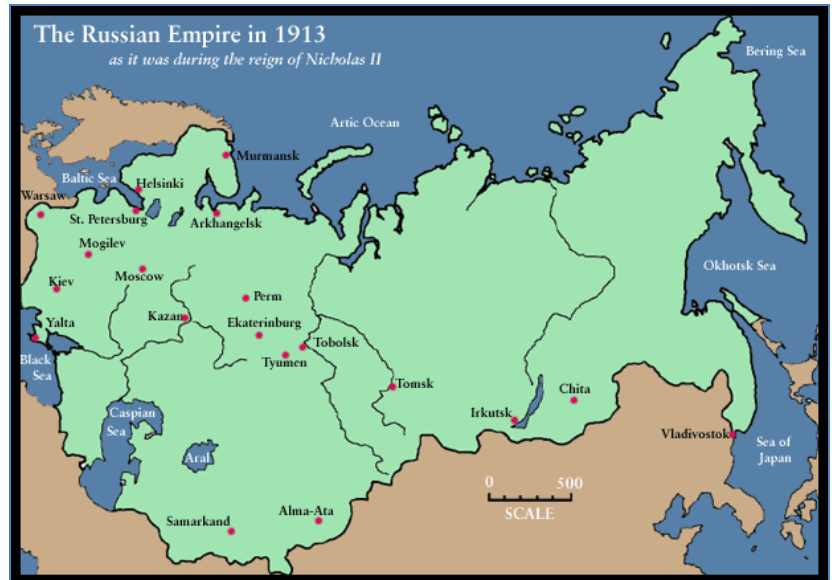 The Russian Empire in 1913
as it was during the reign of Nicholas II
Bering Sea
Artic Ocean
Murmansk
Baltic Sea
Helsinki
Warsaw
St. Petersburg
Arkhangelsk
Mogilev
Moscow
Okhotsk Sea
Kiev
Perm
Kazan
Ekaterinburg
Yalta
Tobolsk
Tyumen
Black
Sea
Tomsk
Chita
Irkutsk
Caspian
Sea
Vladivostok
Sea of
Japan
Aral
0 500
SCALE
Alma-Ata
Samarkand